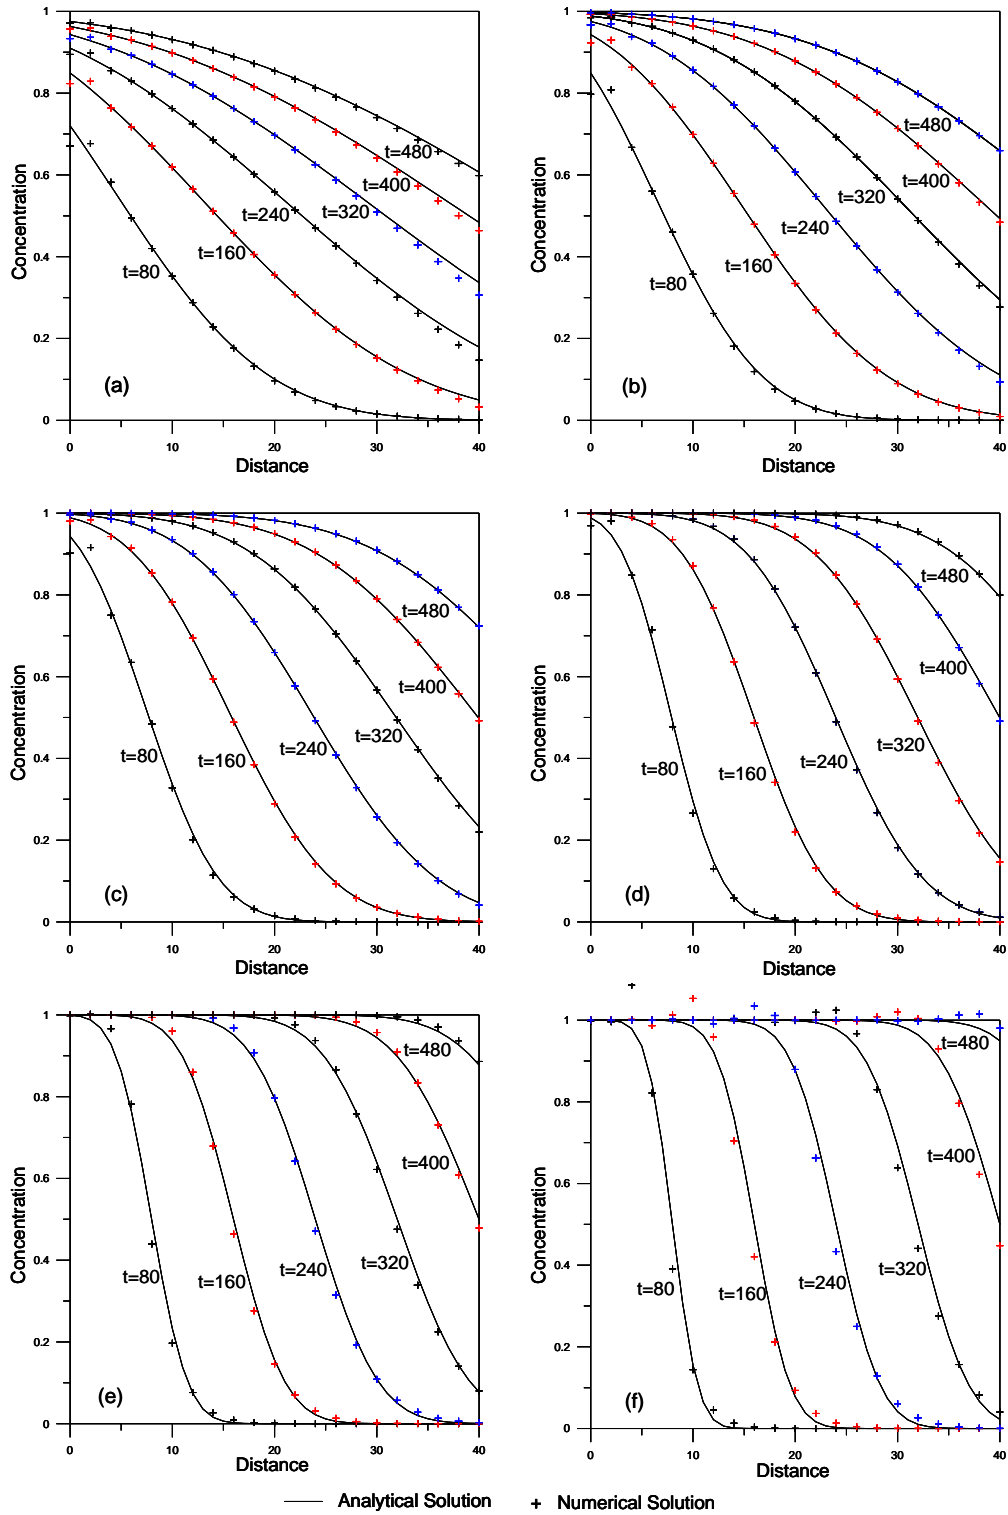 1
0.8
0.6
0.4
0.2
0
Concentration
t=80
t=160
t=240
t=320
t=400
t=480
(a)
0 10 20 30 40
Distance
1
0.8
0.6
0.4
0.2
0
Concentration
t=80
t=160
t=240
t=320
t=400
t=480
(b)
0 10 20 30 40
Distance
1
0.8
0.6
0.4
0.2
0
Concentration
t=80
t=160
t=240
t=320
t=400
t=480
(c)
0 10 20 30 40
Distance
1
0.8
0.6
0.4
0.2
0
Concentration
t=80
t=160
t=240
t=320
t=400
t=480
(d)
0 10 20 30 40
Distance
1
0.8
0.6
0.4
0.2
0
Concentration
t=80
t=160
t=240
t=320
t=400
t=480
(e)
0 10 20 30 40
Distance
1
0.8
0.6
0.4
0.2
0
Concentration
t=80
t=160
t=240
t=320
t=400
t=480
(f)
0 10 20 30 40
Distance
Analytical Solution
Numerical Solution